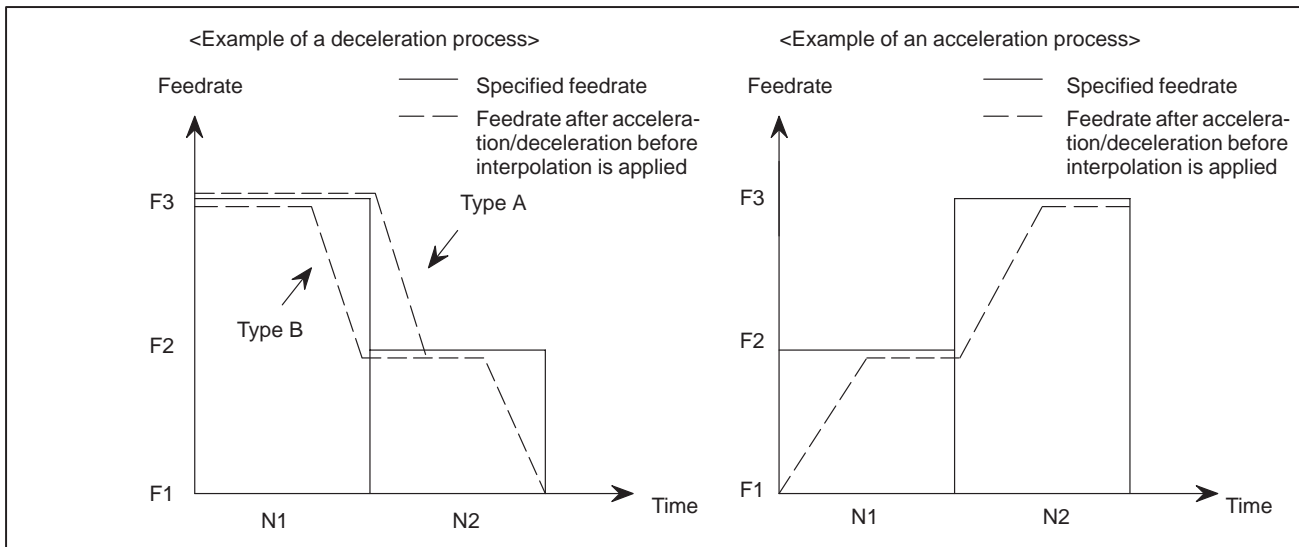 <Example of a deceleration process>
Feedrate
Specified feedrate
Feedrate after accelera-
tion/deceleration before
interpolation is applied
F3
Type A
Type B
F2
F1
Time
N1
N2
<Example of an acceleration process>
Feedrate
Specified feedrate
Feedrate after accelera-
tion/deceleration before
interpolation is applied
F3
F2
F1
Time
N1
N2